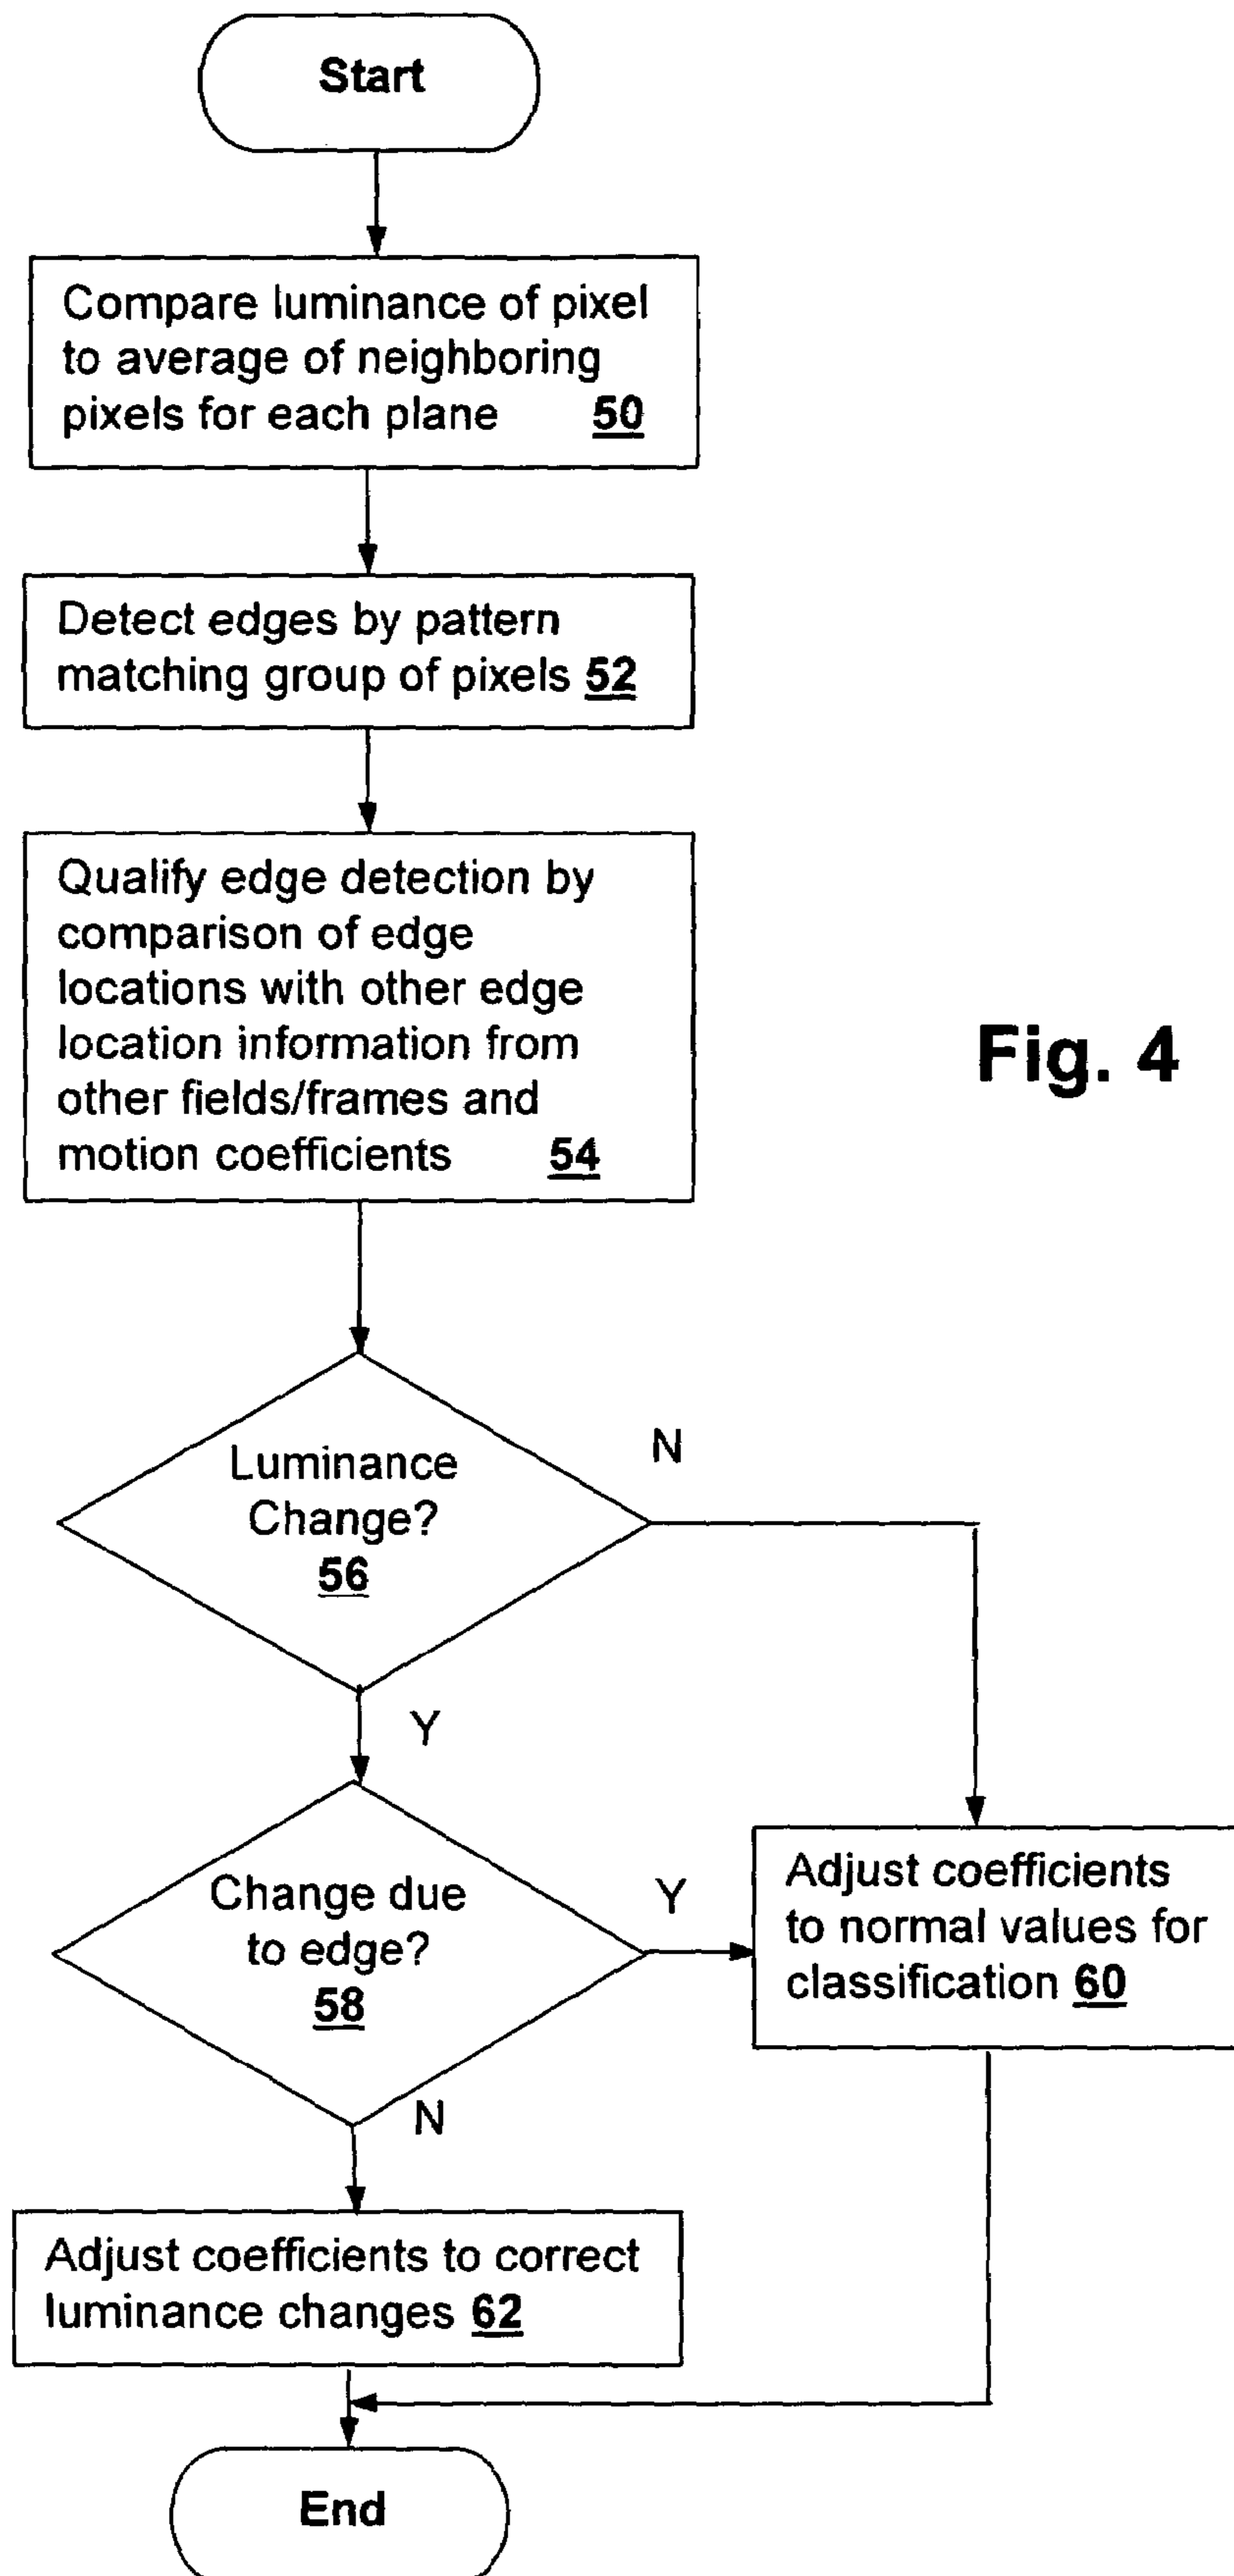 Start
Compare luminance of pixel
to average of neighboring
pixels for each plane 50
Detect edges by pattern
matching group of pixels 52
Qualify edge detection by
comparison of edge
locations with other edge
location information from
other fields/frames and
motion coefficients 54
Fig. 4
Luminance
Change?
56
N
Y
Change due
to edge?
58
Y
N
Adjust coefficients
to normal values for
classification 60
Adjust coefficients to correct
luminance changes 62
End